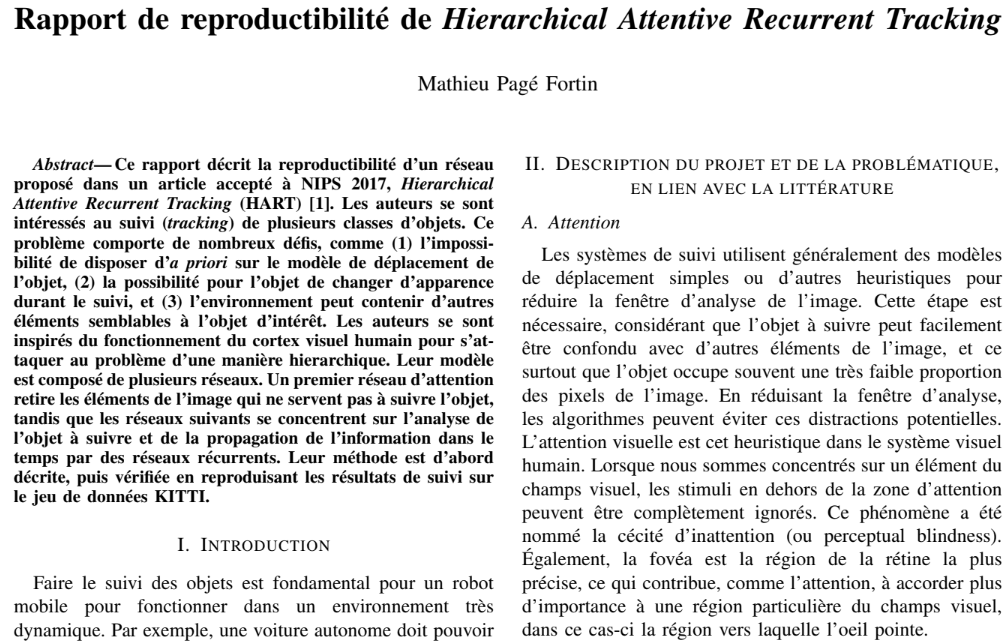 Rapport de reproductibilité de Hierarchical Attentive Recurrent Tracking
Mathieu Pagé Fortin
Abstract— Ce rapport décrit la reproductibilité d'un réseau
proposé dans un article accepté à NIPS 2017, Hierarchical
Attentive Recurrent Tracking (HART) [1]. Les auteurs se sont
intéressés au suivi (tracking) de plusieurs classes d'objets. Ce
problème comporte de nombreux défis, comme (1) l'impossi-
bilité de disposer d'a priori sur le modèle de déplacement de
l'objet, (2) la possibilité pour l'objet de changer d'apparence
durant le suivi, et (3) l'environnement peut contenir d'autres
éléments semblables à l'objet d'intérêt. Les auteurs se sont
inspirés du fonctionnement du cortex visuel humain pour s'at-
taquer au problème d'une manière hierarchique. Leur modèle
est composé de plusieurs réseaux. Un premier réseau d'attention
retire les éléments de l'image qui ne servent pas à suivre l'objet,
tandis que les réseaux suivants se concentrent sur l'analyse de
l'objet à suivre et de la propagation de l'information dans le
temps par des réseaux récurrents. Leur méthode est d'abord
décrite, puis vérifiée en reproduisant les résultats de suivi sur
le jeu de données KITTI.
I. INTRODUCTION
Faire le suivi des objets est fondamental pour un robot
mobile pour fonctionner dans un environnement très
dynamique. Par exemple, une voiture autonome doit pouvoir
II. DESCRIPTION DU PROJET ET DE LA PROBLÉMATIQUE,
EN LIEN AVEC LA LITTÉRATURE
A. Attention
Les systèmes de suivi utilisent généralement des modèles
de déplacement simples ou d'autres heuristiques pour
réduire la fenêtre d'analyse de l'image. Cette étape est
nécessaire, considérant que l'objet à suivre peut facilement
être confondu avec d'autres éléments de l'image, et ce
surtout que l'objet occupe souvent une très faible proportion
des pixels de l'image. En réduisant la fenêtre d'analyse,
les algorithmes peuvent éviter ces distractions potentielles.
L'attention visuelle est cet heuristique dans le système visuel
humain. Lorsque nous sommes concentrés sur un élément du
champs visuel, les stimuli en dehors de la zone d'attention
peuvent être complètement ignorés. Ce phénomène a été
nommé la cécité d'inattention (ou perceptual blindness).
Également, la fovéa est la région de la rétine la plus
précise, ce qui contribue, comme l'attention, à accorder plus
d'importance à une région particulière du champs visuel,
dans ce cas-ci la région vers laquelle l'oeil pointe.